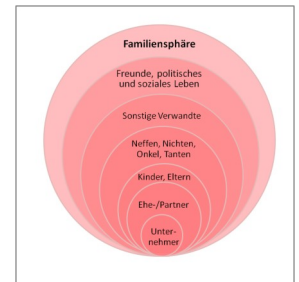 Familiensphäre
Freunde, politisches
und soziales Leben
Sonstige Verwandte
Neffen, Nichten,
Onkel, Tanten
Kinder, Eltern
Ehe-/Partner
Unter-
nehmer